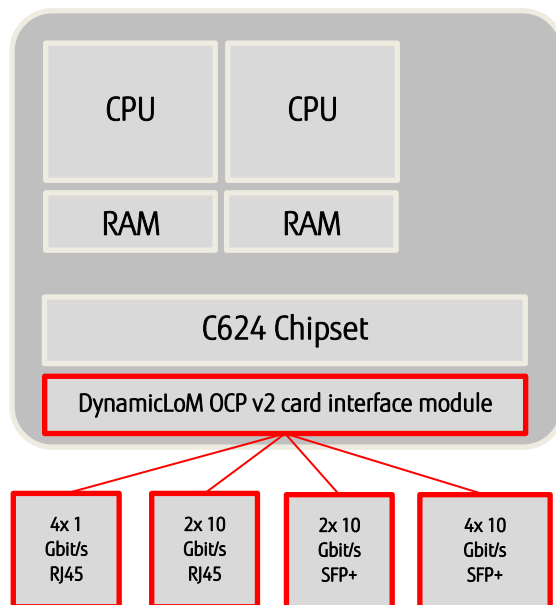 CPU CPU
RAM RAM
C624 Chipset
DynamicLoM OCP v2 card interface module
4x 1
Gbit/s
RJ45
2x 10
Gbit/s
RJ45
2x 10
Gbit/s
SFP+
4x 10
Gbit/s
SFP+